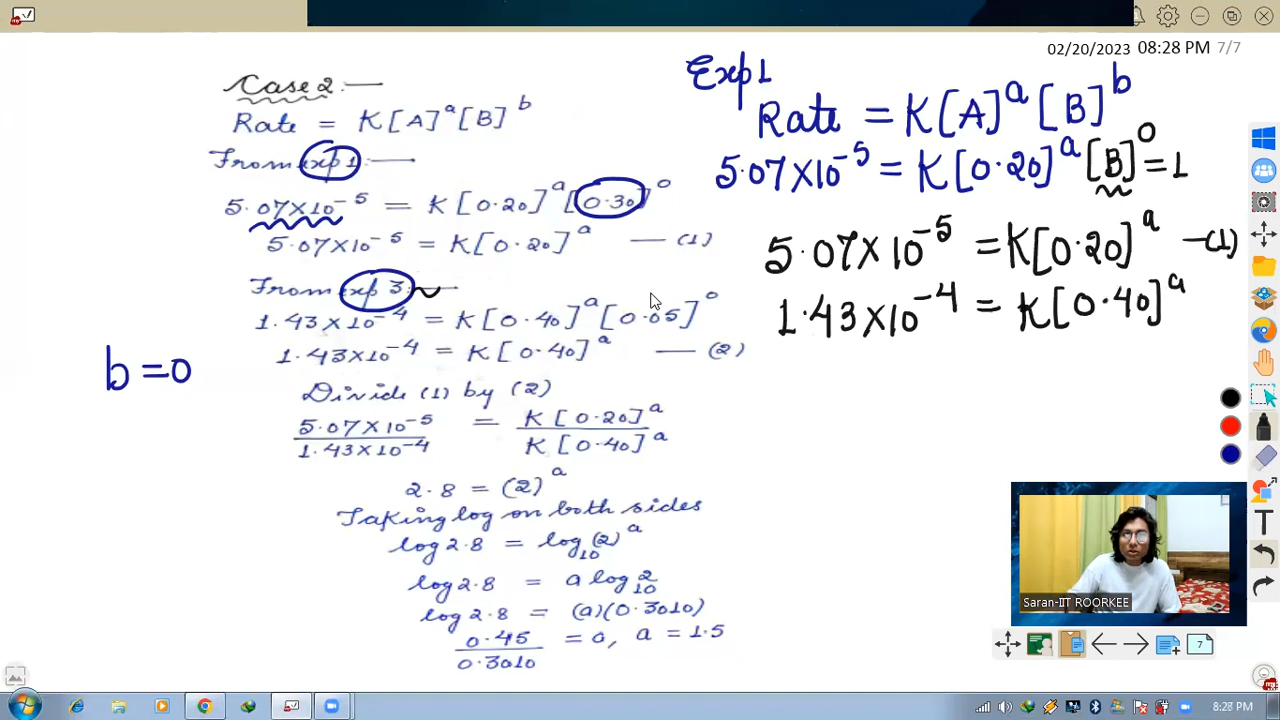 02/20/2023 08:28 PM 7/7
Case 2:—
Rate = K[A]ᵃ[B]ᵇ
From exp 1:—
5.07×10⁻⁵ = K[0.20]ᵃ[0.30]⁰
5.07×10⁻⁵ = K[0.20]ᵃ —(1)
From exp 3:—
1.43×10⁻⁴ = K[0.40]ᵃ[0.05]⁰
1.43×10⁻⁴ = K[0.40]ᵃ —(2)
Divide (1) by (2)
5.07×10⁻⁵ / 1.43×10⁻⁴ = K[0.20]ᵃ / K[0.40]ᵃ
2.8 = (2)ᵃ
Taking log on both sides
log 2.8 = log₁₀(2)ᵃ
log 2.8 = a log₁₀2
log 2.8 = (a)(0.3010)
0.45 / 0.3010 = a, a = 1.5
b = 0
Exp 1
Rate = K[A]ᵃ[B]ᵇ
5.07×10⁻⁵ = K[0.20]ᵃ[B]⁰=1
5.07×10⁻⁵ = K[0.20]ᵃ —(1)
1.43×10⁻⁴ = K[0.40]ᵃ
Saran-IIT ROORKEE
T
7
8:28 PM